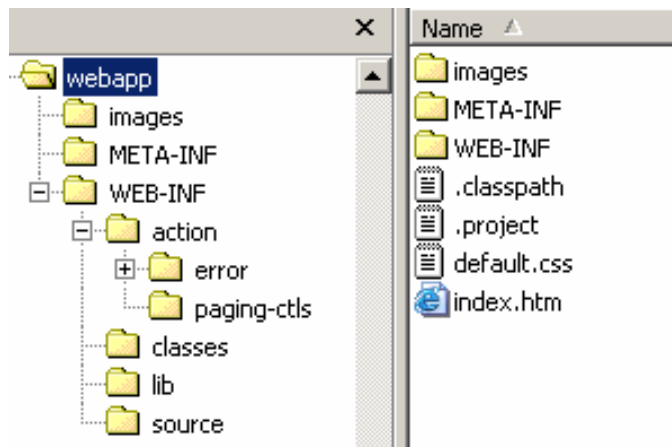 webapp
images
META-INF
WEB-INF
action
error
paging-ctls
classes
lib
source
Name
images
META-INF
WEB-INF
.classpath
.project
default.css
index.htm